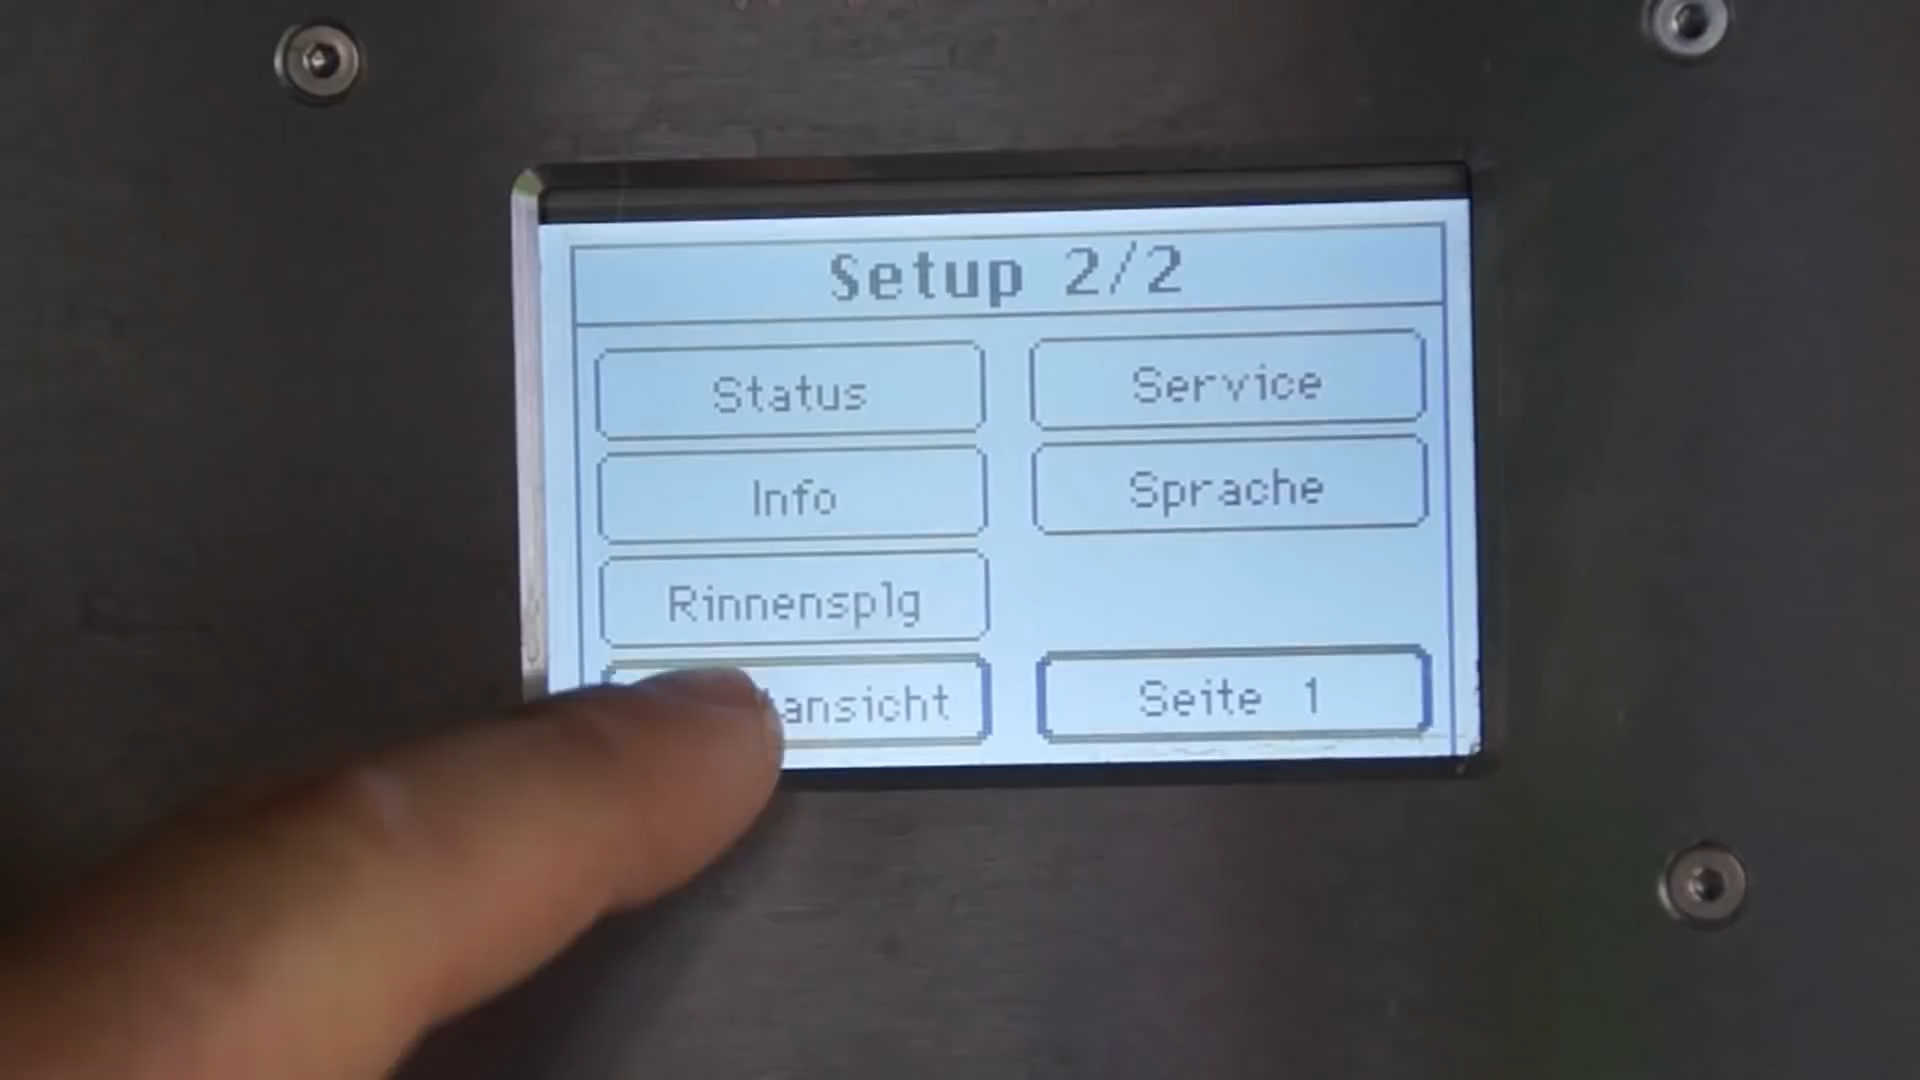 Setup 2/2
Status
Service
Info
Sprache
Rinnensplg
ansicht
Seite 1